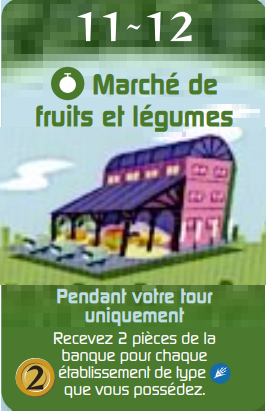 11~12
Marché de
fruits et légumes
Pendant votre tour
uniquement
Recevez 2 pièces de la
banque pour chaque
établissement de type
que vous possédez.
2